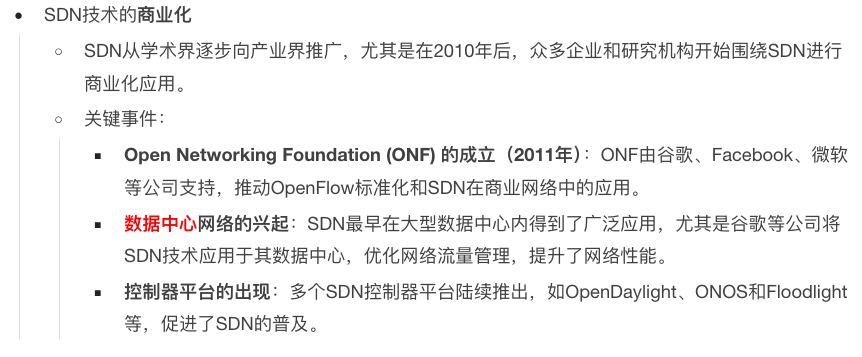 SDN技术的商业化
SDN从学术界逐步向产业界推广，尤其是在2010年后，众多企业和研究机构开始围绕SDN进行
商业化应用。
关键事件：
Open Networking Foundation (ONF) 的成立（2011年）：ONF由谷歌、Facebook、微软
等公司支持，推动OpenFlow标准化和SDN在商业网络中的应用。
数据中心网络的兴起：SDN最早在大型数据中心内得到了广泛应用，尤其是谷歌等公司将
SDN技术应用于其数据中心，优化网络流量管理，提升了网络性能。
控制器平台的出现：多个SDN控制器平台陆续推出，如OpenDaylight、ONOS和Floodlight
等，促进了SDN的普及。